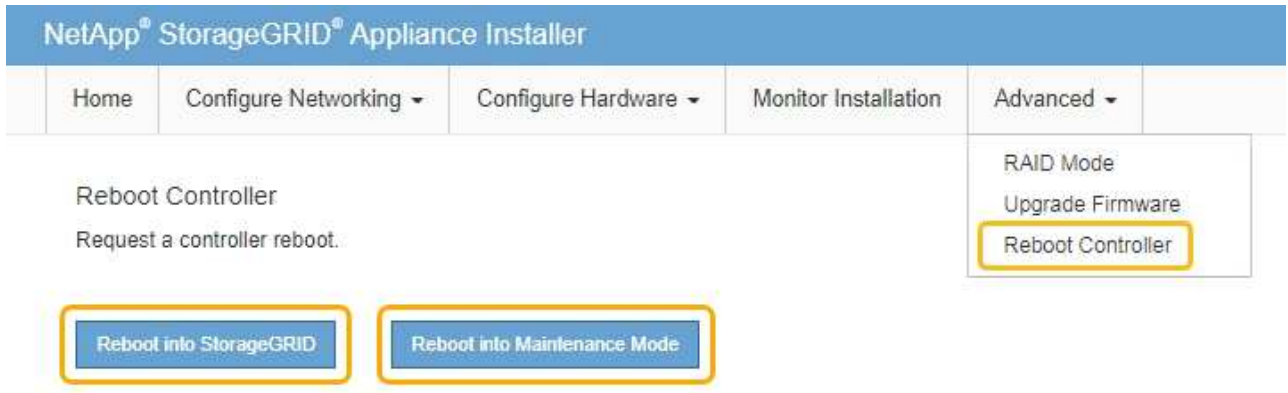 NetApp® StorageGRID® Appliance Installer
Home Configure Networking Configure Hardware Monitor Installation Advanced
RAID Mode
Upgrade Firmware
Reboot Controller
Reboot Controller
Request a controller reboot.
Reboot into StorageGRID Reboot into Maintenance Mode